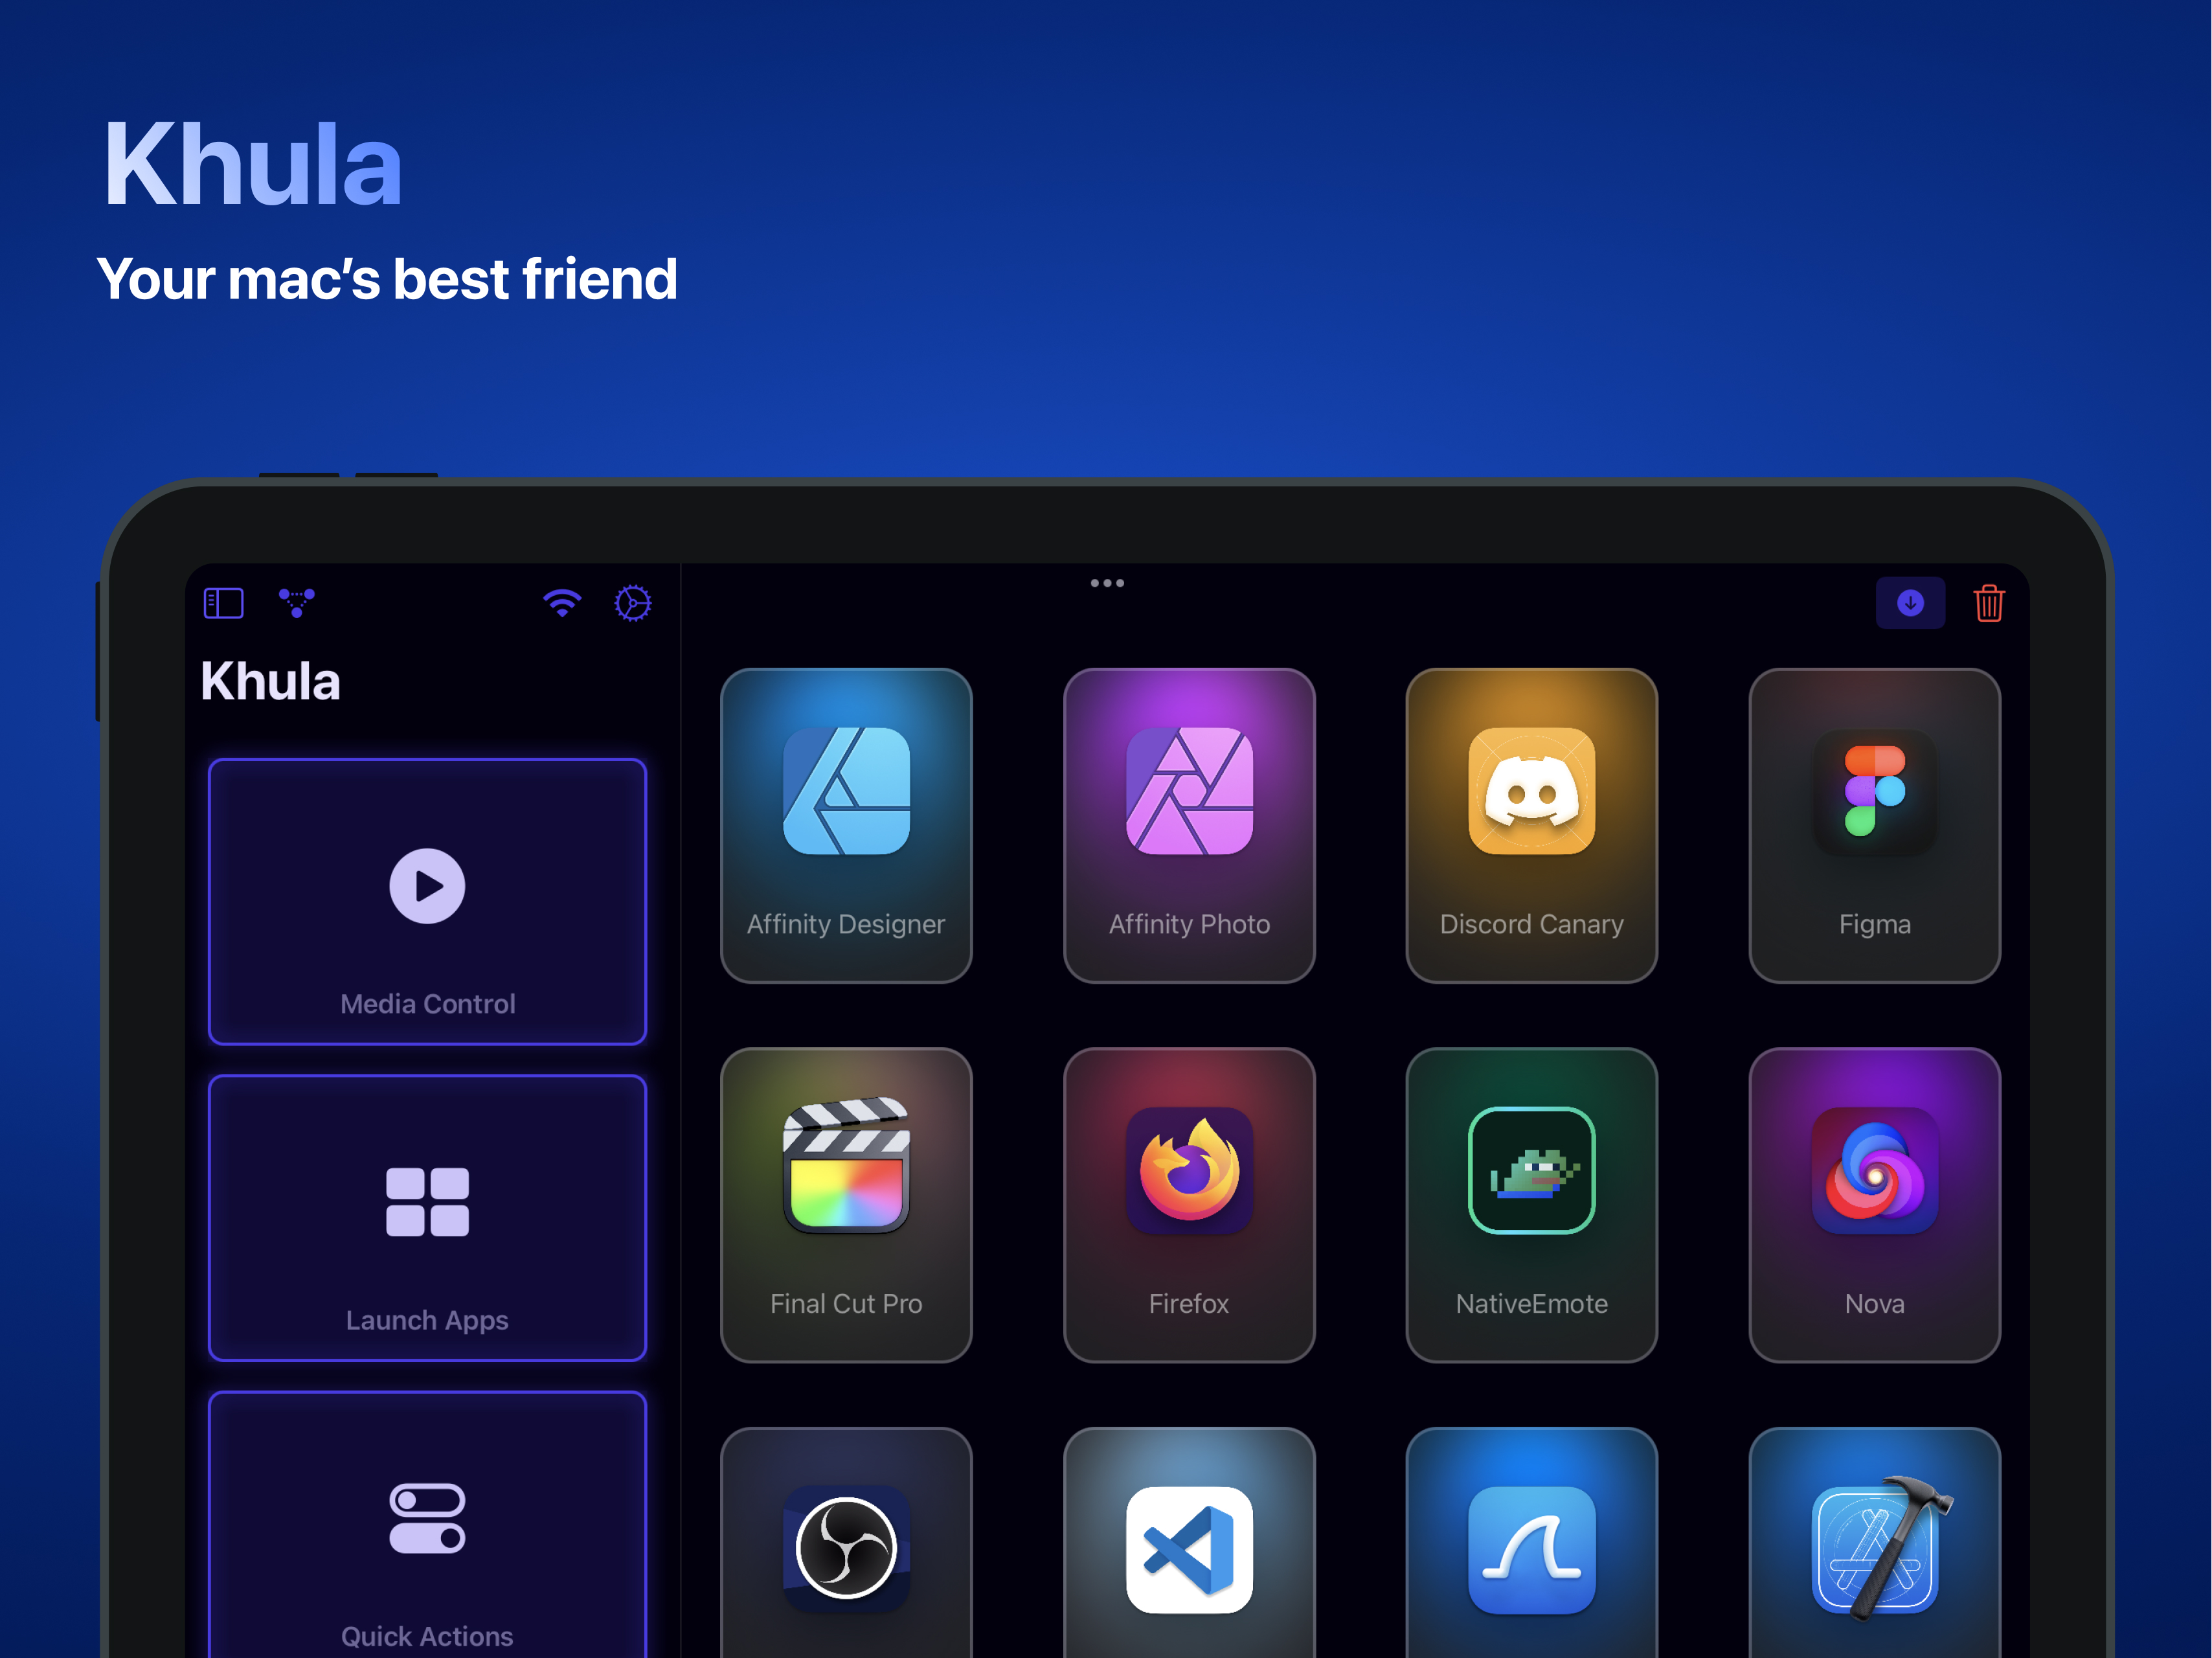 Khula
Your mac’s best friend
Khula
Media Control
Launch Apps
Quick Actions
Affinity Designer
Affinity Photo
Discord Canary
Figma
Final Cut Pro
Firefox
NativeEmote
Nova